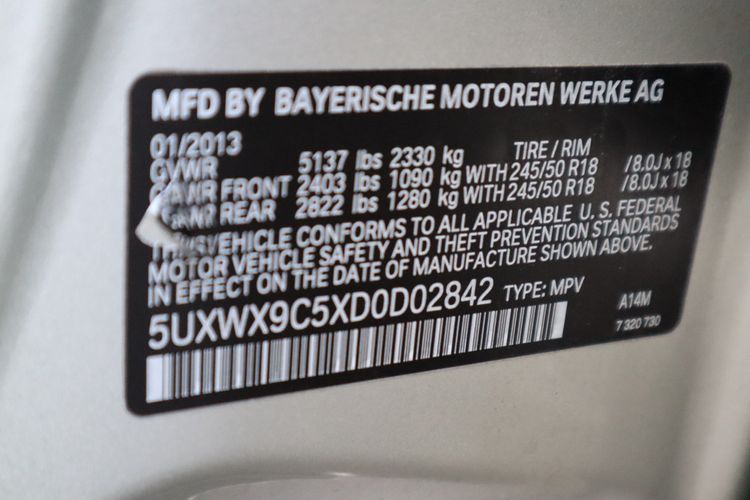 MFD BY BAYERISCHE MOTOREN WERKE AG
01/2013 TIRE / RIM
GVWR 5137 lbs 2330 kg
GAWR FRONT 2403 lbs 1090 kg WITH 245/50 R18 /8.0J x 18
GAWR REAR 2822 lbs 1280 kg WITH 245/50 R18 /8.0J x 18
THIS VEHICLE CONFORMS TO ALL APPLICABLE U. S. FEDERAL
MOTOR VEHICLE SAFETY AND THEFT PREVENTION STANDARDS
IN EFFECT ON THE DATE OF MANUFACTURE SHOWN ABOVE.
5UXWX9C5XD0D02842 TYPE: MPV A14M
7 320 730